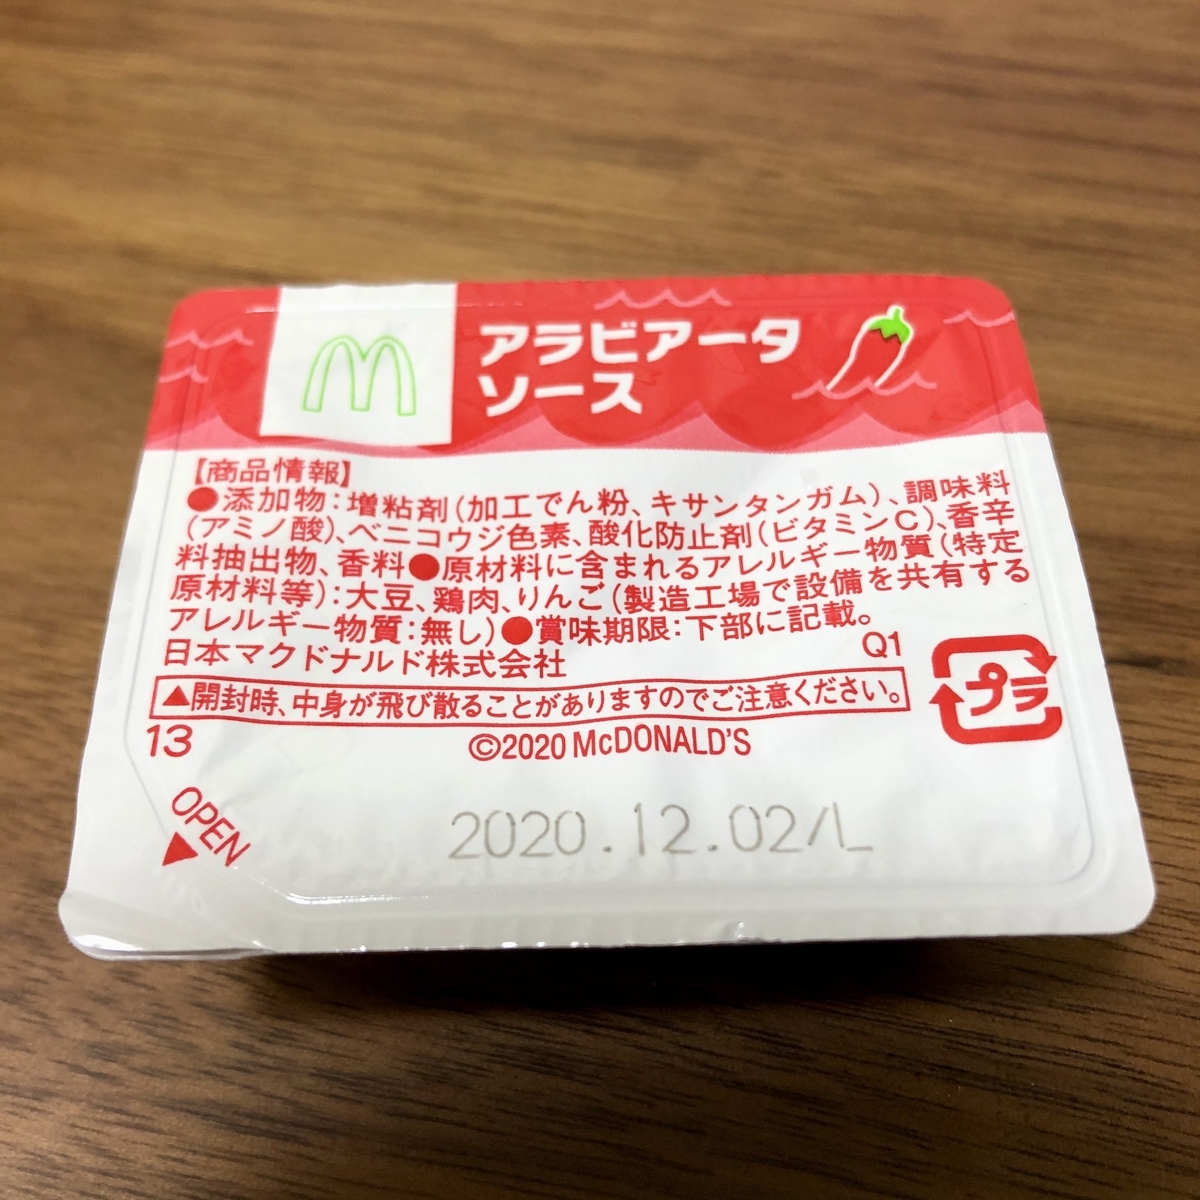 アラビアータ
ソース
【商品情報】
●添加物:増粘剤(加工でん粉、キサンタンガム)、調味料
(アミノ酸)、ベニコウジ色素、酸化防止剤(ビタミンC)、香辛
料抽出物、香料●原材料に含まれるアレルギー物質(特定
原材料等):大豆、鶏肉、りんご(製造工場で設備を共有する
アレルギー物質:無し)●賞味期限:下部に記載。
日本マクドナルド株式会社 Q1
プラ
▲開封時、中身が飛び散ることがありますのでご注意ください。
13 ©2020 McDONALD'S
OPEN
2020.12.02/L